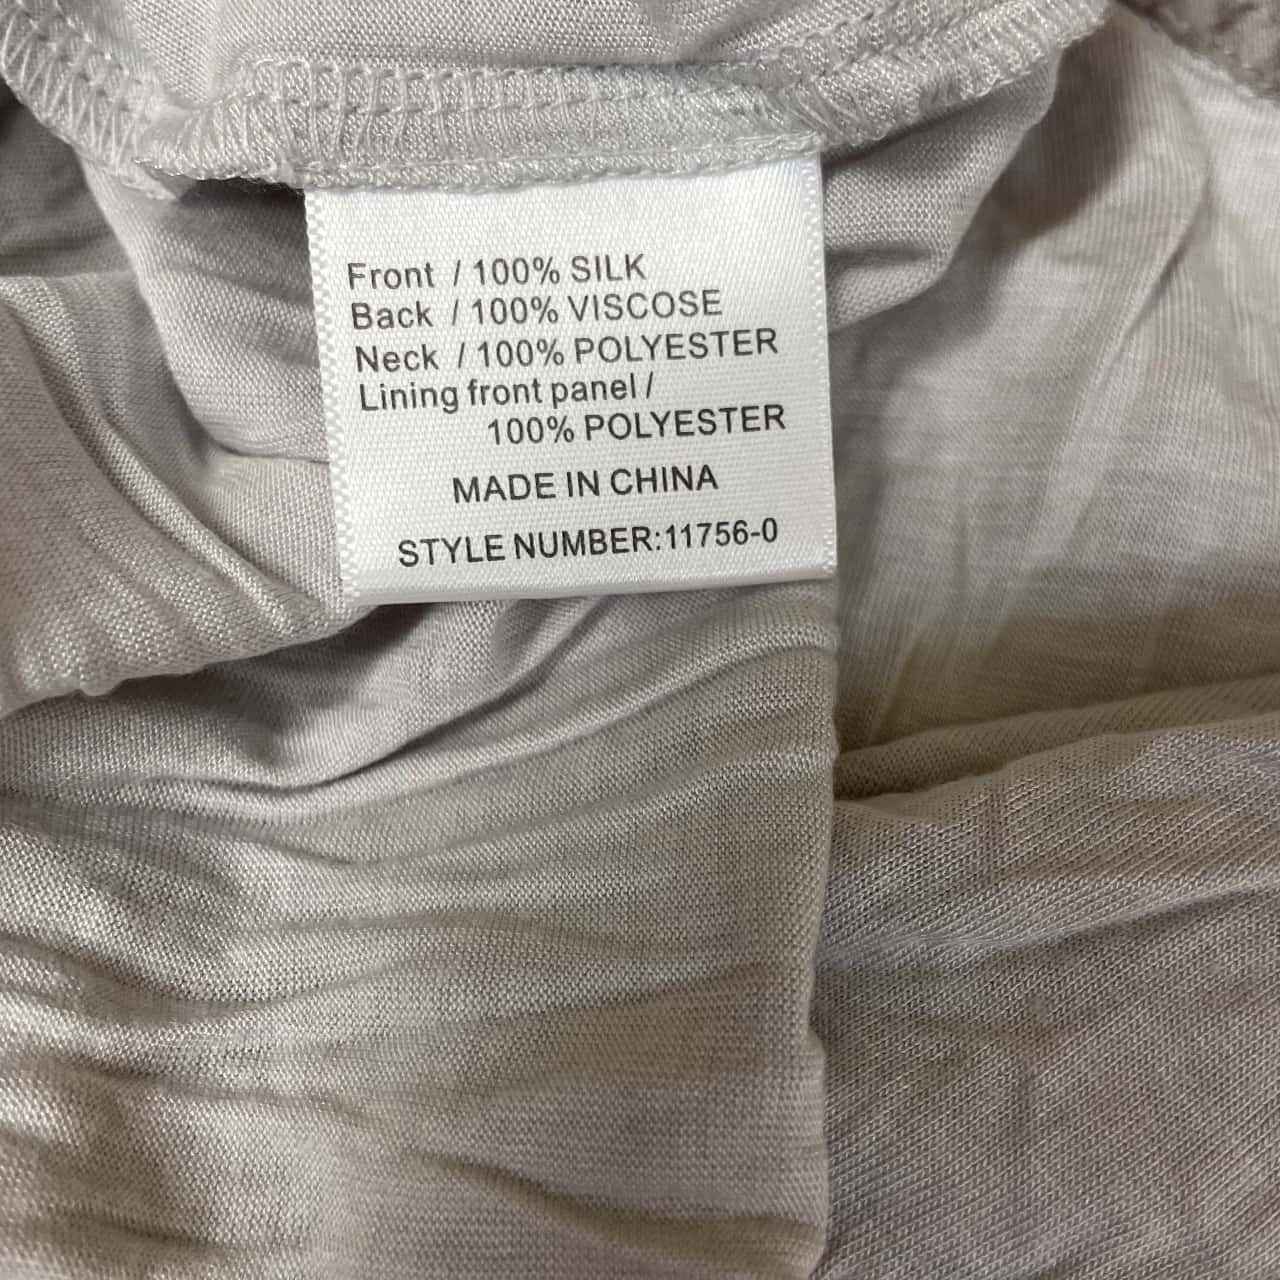 Front / 100% SILK
Back / 100% VISCOSE
Neck / 100% POLYESTER
Lining front panel /
100% POLYESTER
MADE IN CHINA
STYLE NUMBER:11756-0